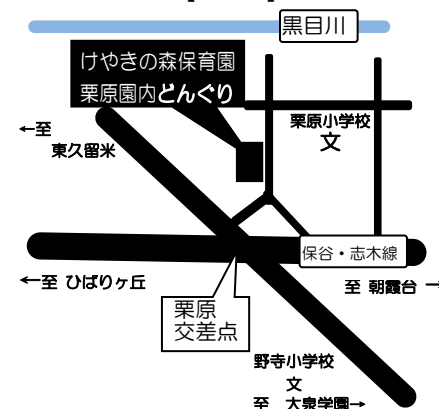 黒目川
けやきの森保育園
栗原園内どんぐり
栗原小学校
文
←至
東久留米
保谷・志木線
←至 ひばりヶ丘
至 朝霞台 →
栗原
交差点
野寺小学校
文
至 大泉学園→